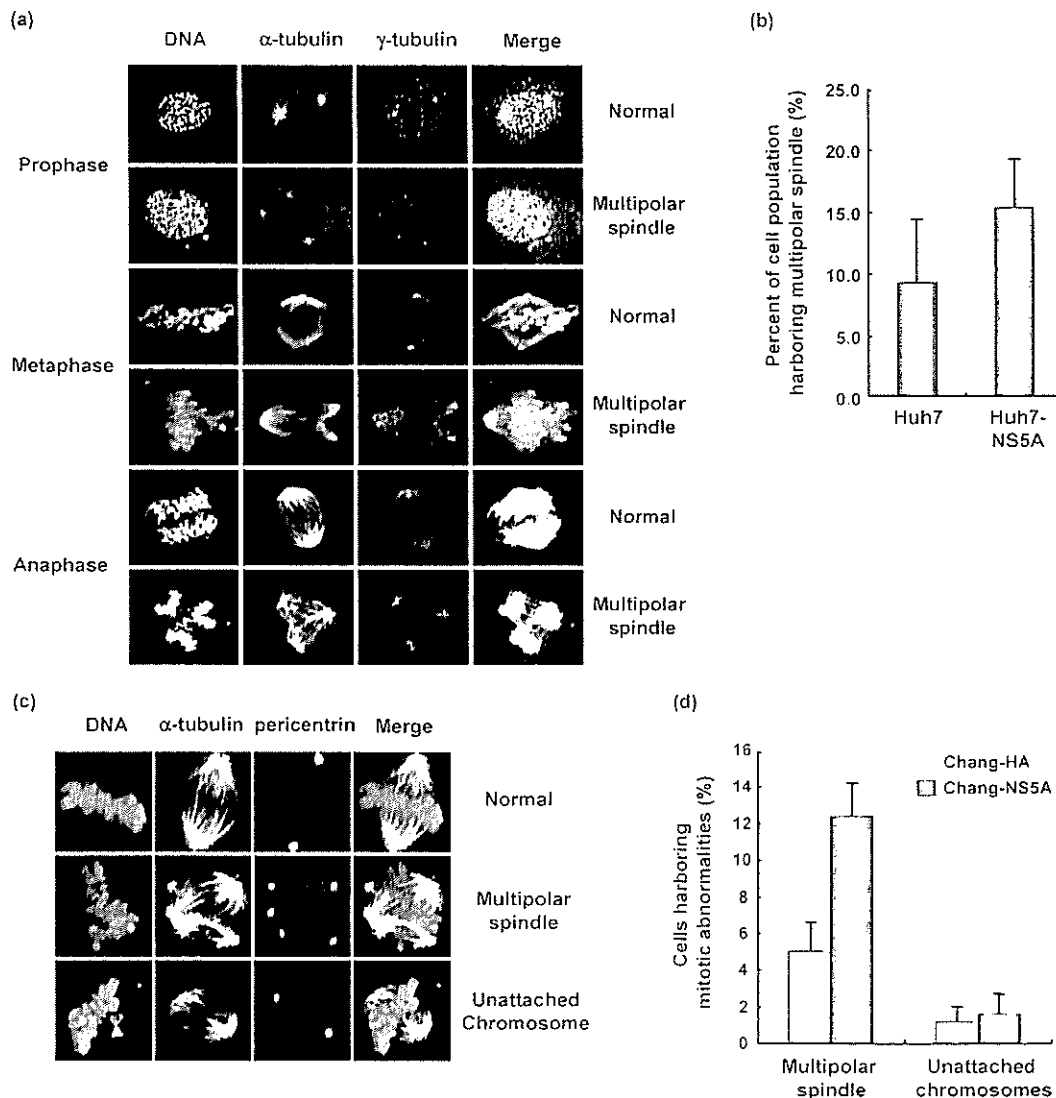 (a)
DNA α-tubulin γ-tubulin Merge
Prophase
Normal
Multipolar
spindle
Metaphase
Normal
Multipolar
spindle
Anaphase
Normal
Multipolar
spindle
(b)
Percent of cell population
harboring multipolar spindle (%)
25.0
20.0
15.0
10.0
5.0
0.0
Huh7
Huh7-
NS5A
(c)
DNA α-tubulin pericentrin Merge
Normal
Multipolar
spindle
Unattached
Chromosome
(d)
Cells harboring
mitotic abnormalities (%)
16
14
12
10
8
6
4
2
0
Chang-HA
Chang-NS5A
Multipolar
spindle
Unattached
chromosomes